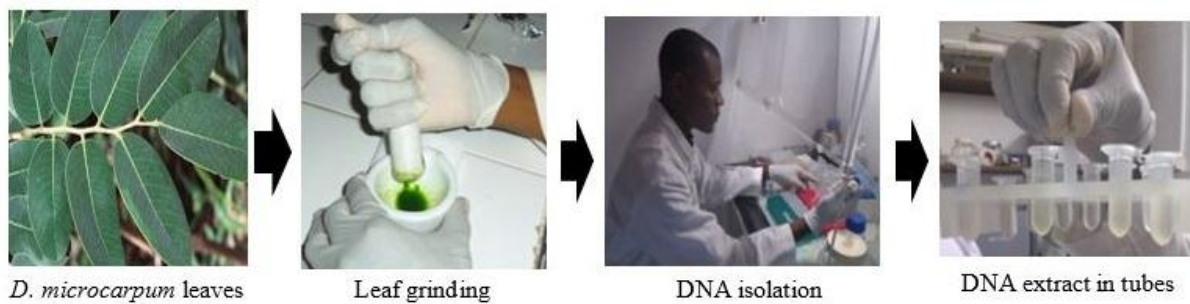 D. microcarpum leaves
Leaf grinding
DNA isolation
DNA extract in tubes